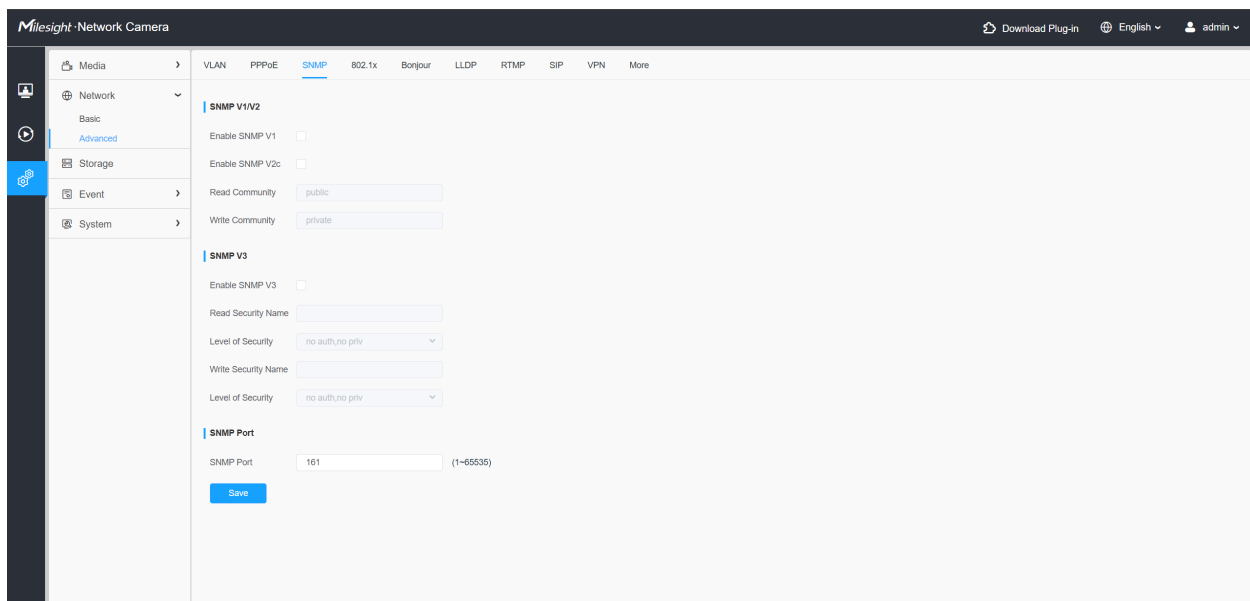 Milesight·Network Camera
Download Plug-in
English
admin
Media
Network
Basic
Advanced
Storage
Event
System
VLAN PPPoE SNMP 802.1x Bonjour LLDP RTMP SIP VPN More
SNMP V1/V2
Enable SNMP V1
Enable SNMP V2c
Read Community public
Write Community private
SNMP V3
Enable SNMP V3
Read Security Name
Level of Security no auth,no priv
Write Security Name
Level of Security no auth,no priv
SNMP Port
SNMP Port 161 (1~65535)
Save